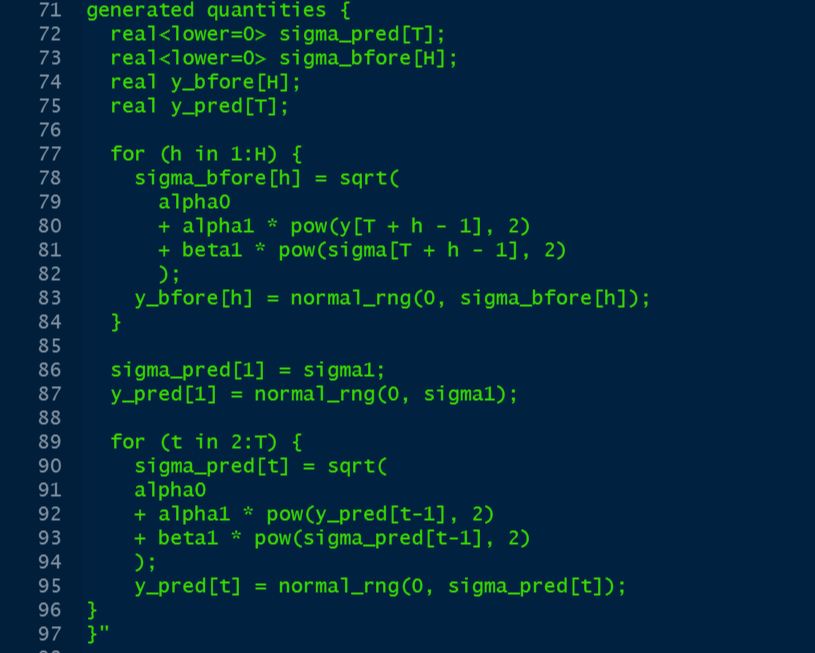 71 generated quantities {
72   real<lower=0> sigma_pred[T];
73   real<lower=0> sigma_bfore[H];
74   real y_bfore[H];
75   real y_pred[T];
76
77   for (h in 1:H) {
78     sigma_bfore[h] = sqrt(
79       alpha0
80       + alpha1 * pow(y[T + h - 1], 2)
81       + beta1 * pow(sigma[T + h - 1], 2)
82       );
83     y_bfore[h] = normal_rng(0, sigma_bfore[h]);
84   }
85
86   sigma_pred[1] = sigma1;
87   y_pred[1] = normal_rng(0, sigma1);
88
89   for (t in 2:T) {
90     sigma_pred[t] = sqrt(
91     alpha0
92     + alpha1 * pow(y_pred[t-1], 2)
93     + beta1 * pow(sigma_pred[t-1], 2)
94     );
95     y_pred[t] = normal_rng(0, sigma_pred[t]);
96 }
97 }"